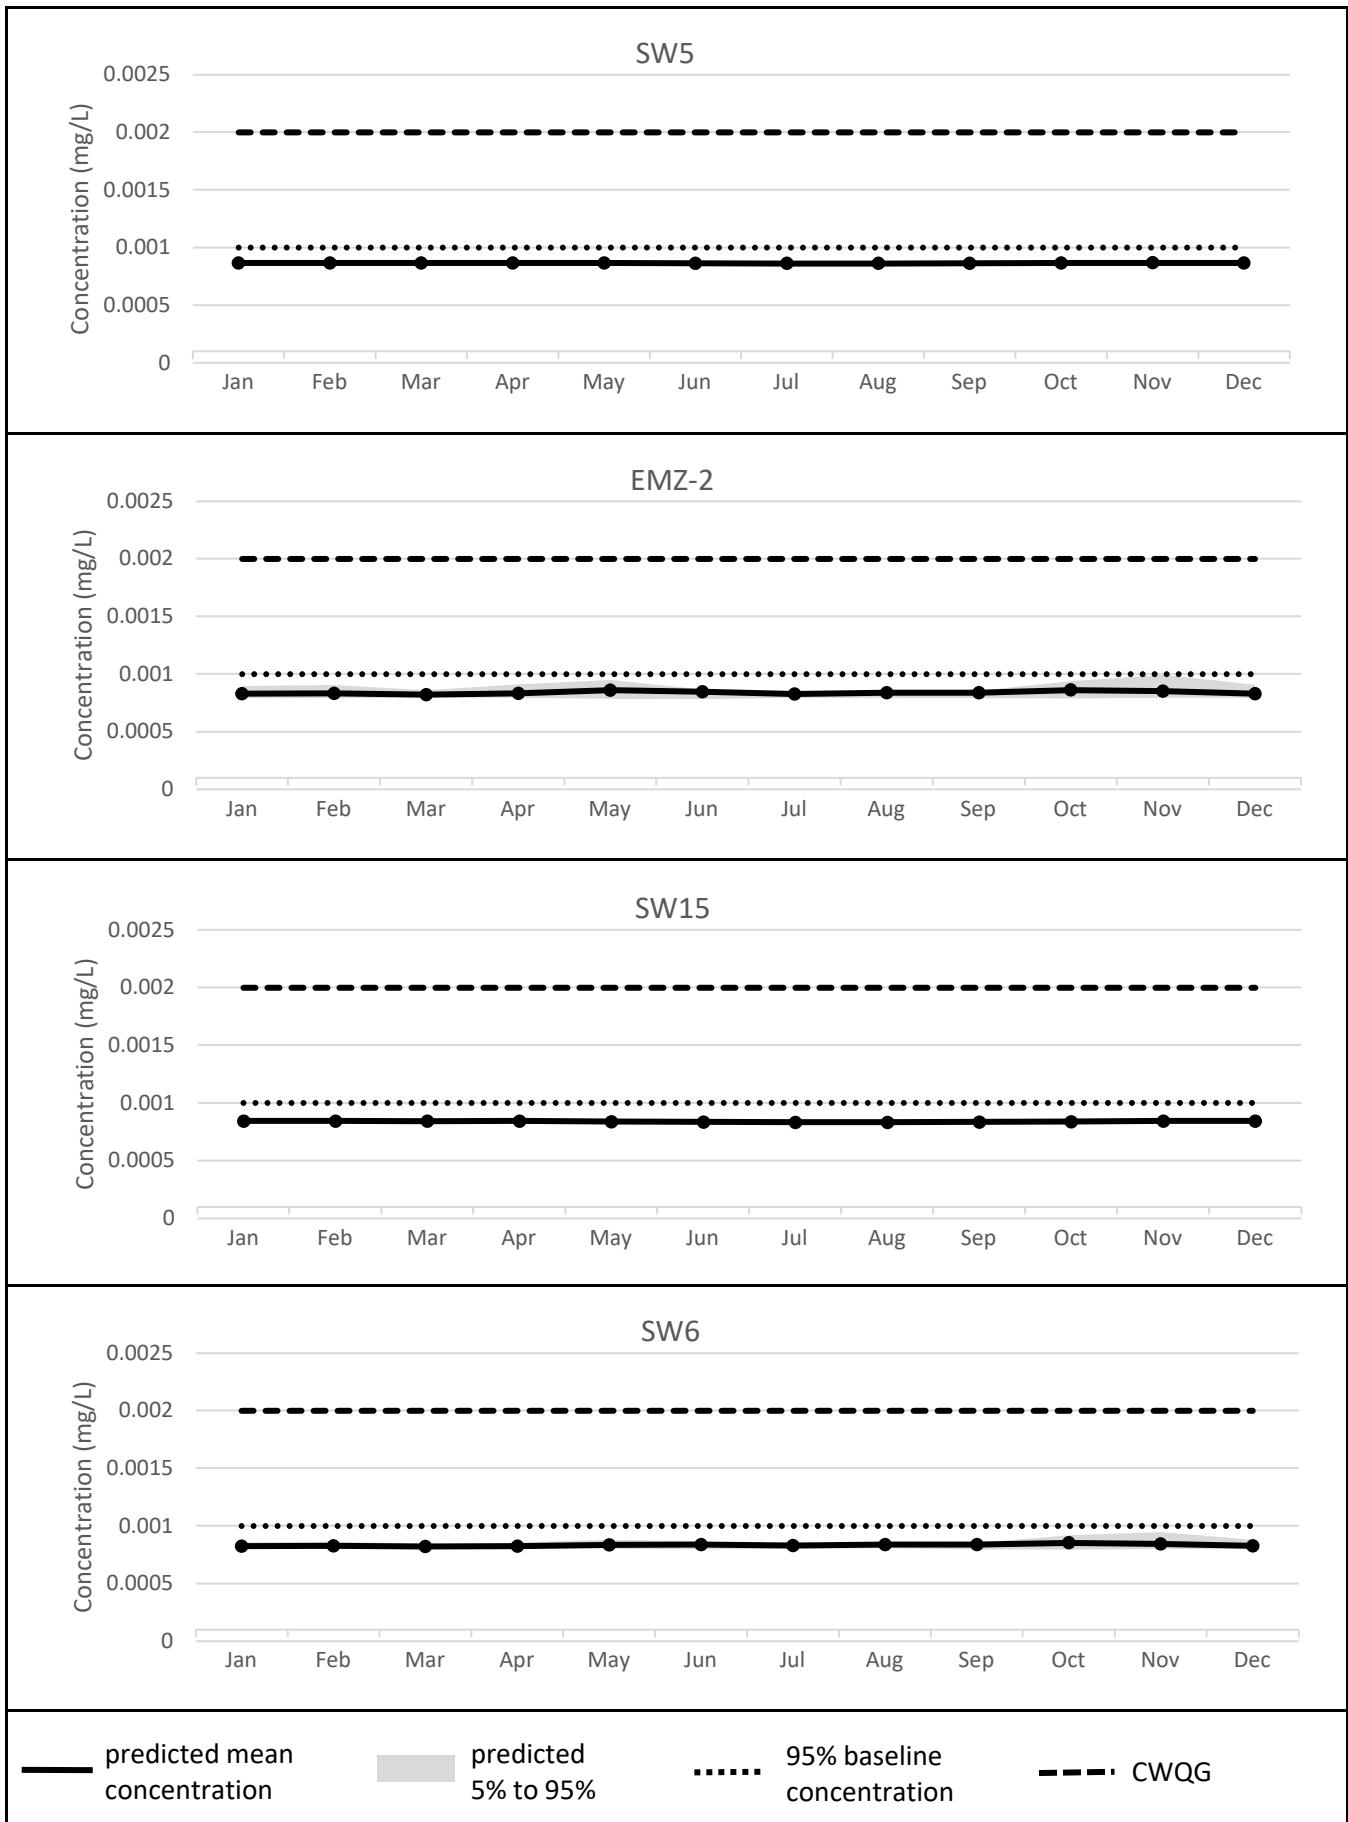 SW5
Concentration (mg/L)
0.0025
0.002
0.0015
0.001
0.0005
0
Jan Feb Mar Apr May Jun Jul Aug Sep Oct Nov Dec
EMZ-2
Concentration (mg/L)
0.0025
0.002
0.0015
0.001
0.0005
0
Jan Feb Mar Apr May Jun Jul Aug Sep Oct Nov Dec
SW15
Concentration (mg/L)
0.0025
0.002
0.0015
0.001
0.0005
0
Jan Feb Mar Apr May Jun Jul Aug Sep Oct Nov Dec
SW6
Concentration (mg/L)
0.0025
0.002
0.0015
0.001
0.0005
0
Jan Feb Mar Apr May Jun Jul Aug Sep Oct Nov Dec
predicted mean
concentration
predicted
5% to 95%
95% baseline
concentration
CWQG